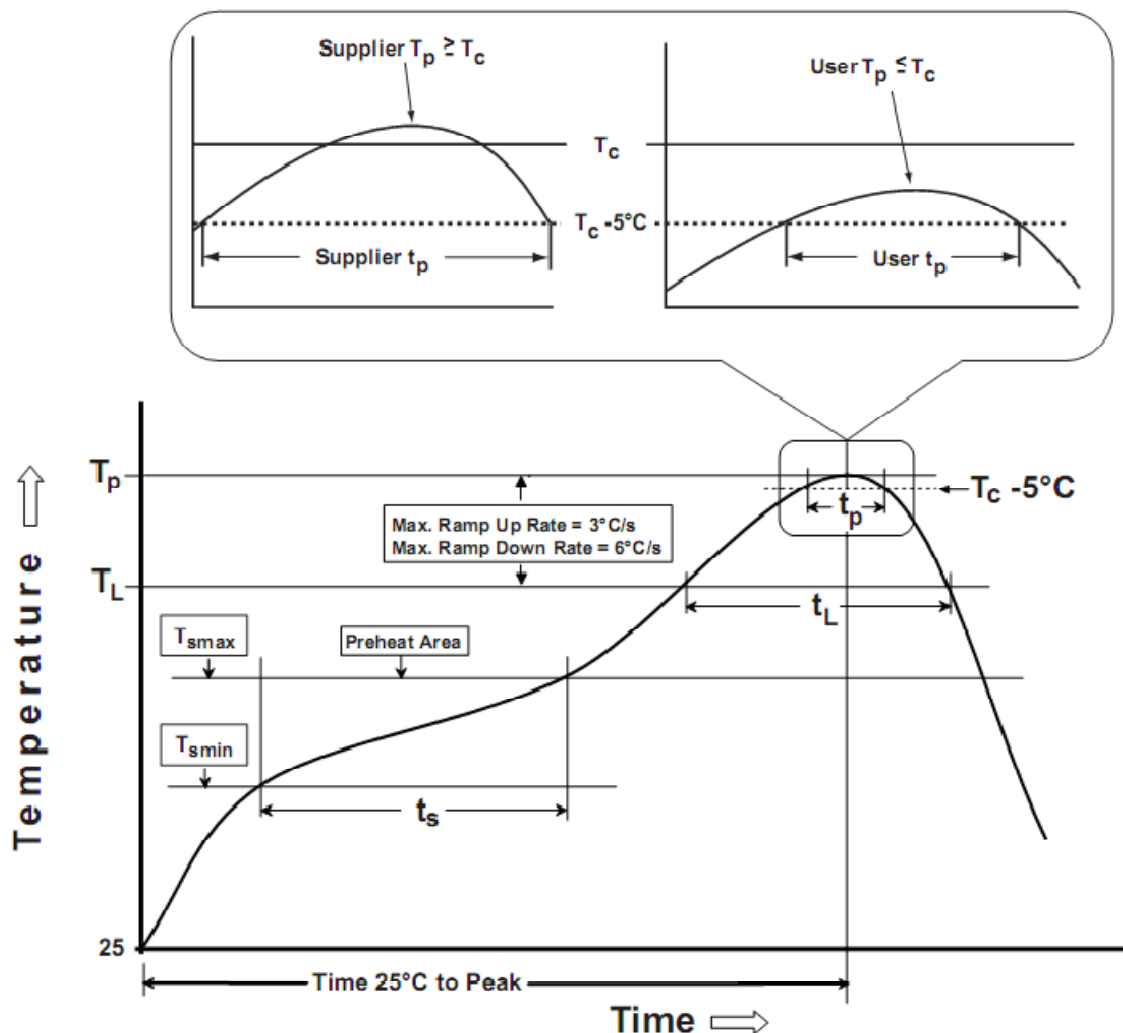 Supplier Tp ≥ Tc
User Tp ≤ Tc
Tc
Tc -5°C
Supplier tp
User tp
Tp
Tc -5°C
tp
Max. Ramp Up Rate = 3°C/s
Max. Ramp Down Rate = 6°C/s
TL
tL
Tsmax
Preheat Area
Tsmin
ts
Temperature
25
Time 25°C to Peak
Time